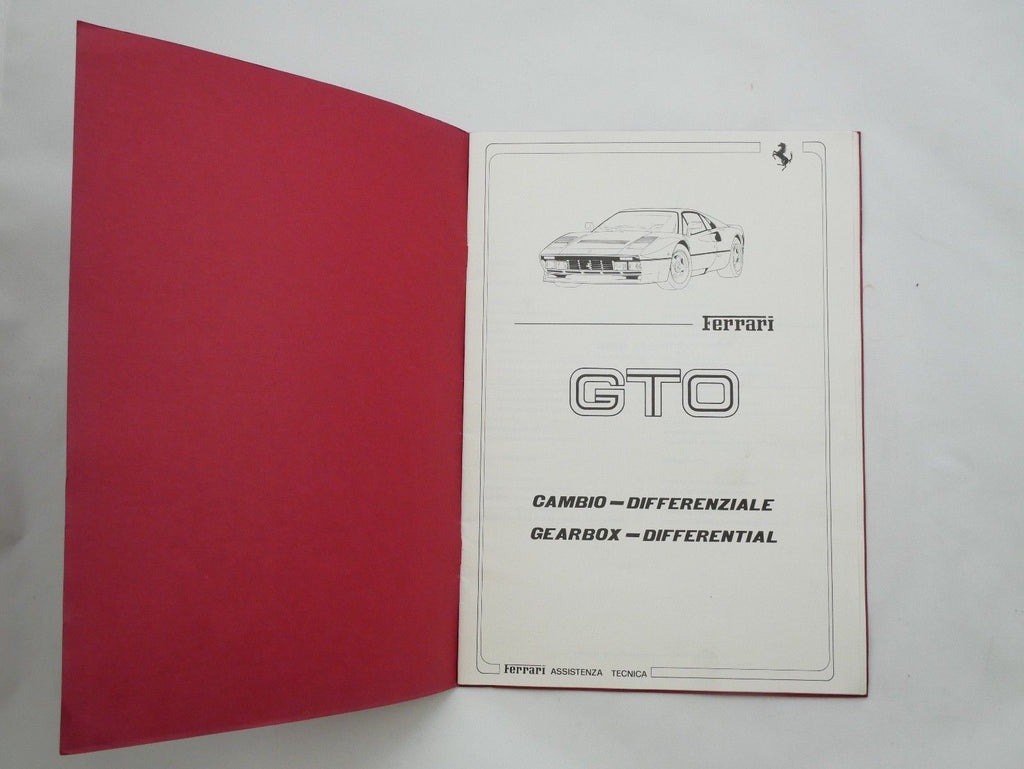 Ferrari
GTO
CAMBIO – DIFFERENZIALE
GEARBOX – DIFFERENTIAL
Ferrari ASSISTENZA TECNICA